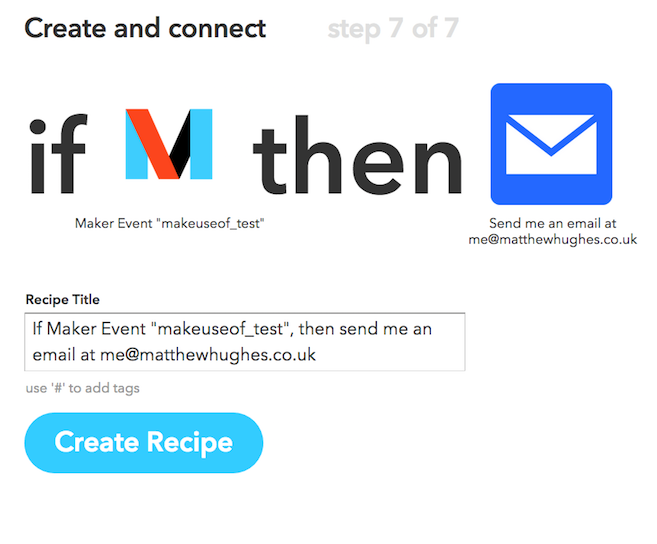 Create and connect step 7 of 7
if M then
Maker Event "makeuseof_test"
Send me an email at
me@matthewhughes.co.uk
Recipe Title
If Maker Event "makeuseof_test", then send me an
email at me@matthewhughes.co.uk
use '#' to add tags
Create Recipe